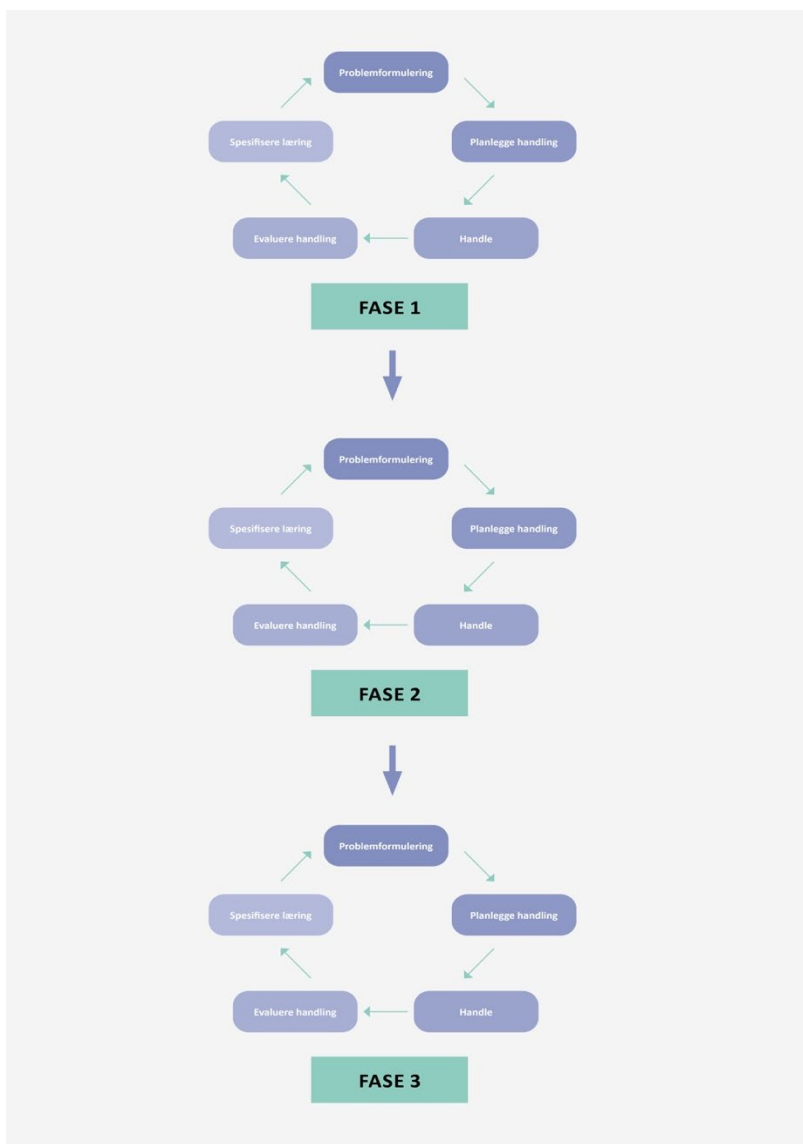 Problemformulering
Spesifisere læring
Planlegge handling
Evaluere handling
Handle
FASE 1
Problemformulering
Spesifisere læring
Planlegge handling
Evaluere handling
Handle
FASE 2
Problemformulering
Spesifisere læring
Planlegge handling
Evaluere handling
Handle
FASE 3